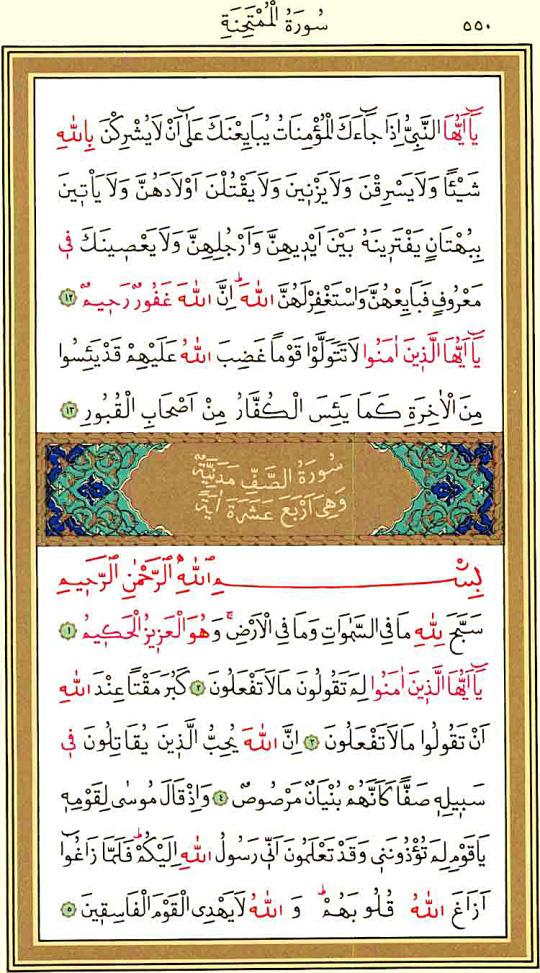 ٥٥٠ سُورَةُ الْمُمْتَحِنَةِ
يَٓا اَيُّهَا النَّبِيُّ اِذَا جَٓاءَكَ الْمُؤْمِنَاتُ يُبَايِعْنَكَ عَلٰٓى اَنْ لَا يُشْرِكْنَ بِاللّٰهِ
شَيْـًٔا وَلَا يَسْرِقْنَ وَلَا يَزْن۪ينَ وَلَا يَقْتُلْنَ اَوْلَادَهُنَّ وَلَا يَأْت۪ينَ
بِبُهْتَانٍ يَفْتَر۪ينَهُ بَيْنَ اَيْد۪يهِنَّ وَاَرْجُلِهِنَّ وَلَا يَعْص۪ينَكَ ف۪ي
مَعْرُوفٍ فَبَايِعْهُنَّ وَاسْتَغْفِرْ لَهُنَّ اللّٰهَۜ اِنَّ اللّٰهَ غَفُورٌ رَح۪يمٌ ١٢
يَٓا اَيُّهَا الَّذ۪ينَ اٰمَنُوا لَا تَتَوَلَّوْا قَوْمًا غَضِبَ اللّٰهُ عَلَيْهِمْ قَدْ يَئِسُوا
مِنَ الْاٰخِرَةِ كَمَا يَئِسَ الْكُفَّارُ مِنْ اَصْحَابِ الْقُبُورِ ١٣
سُورَةُ الصَّفِّ مَدَنِيَّةٌ
وَهِيَ اَرْبَعَ عَشَرَةَ اٰيَةً
بِسْمِ اللّٰهِ الرَّحْمٰنِ الرَّح۪يمِ
سَبَّحَ لِلّٰهِ مَا فِي السَّمٰوَاتِ وَمَا فِي الْاَرْضِۚ وَهُوَ الْعَز۪يزُ الْحَك۪يمُ ١
يَٓا اَيُّهَا الَّذ۪ينَ اٰمَنُوا لِمَ تَقُولُونَ مَا لَا تَفْعَلُونَ ٢ كَبُرَ مَقْتًا عِنْدَ اللّٰهِ
اَنْ تَقُولُوا مَا لَا تَفْعَلُونَ ٣ اِنَّ اللّٰهَ يُحِبُّ الَّذ۪ينَ يُقَاتِلُونَ ف۪ي
سَب۪يلِه۪ صَفًّا كَاَنَّهُمْ بُنْيَانٌ مَرْصُوصٌ ٤ وَاِذْ قَالَ مُوسٰى لِقَوْمِه۪
يَا قَوْمِ لِمَ تُؤْذُونَن۪ي وَقَدْ تَعْلَمُونَ اَنّ۪ي رَسُولُ اللّٰهِ اِلَيْكُمْۜ فَلَمَّا زَاغُٓوا
اَزَاغَ اللّٰهُ قُلُوبَهُمْۜ وَاللّٰهُ لَا يَهْدِي الْقَوْمَ الْفَاسِق۪ينَ ٥